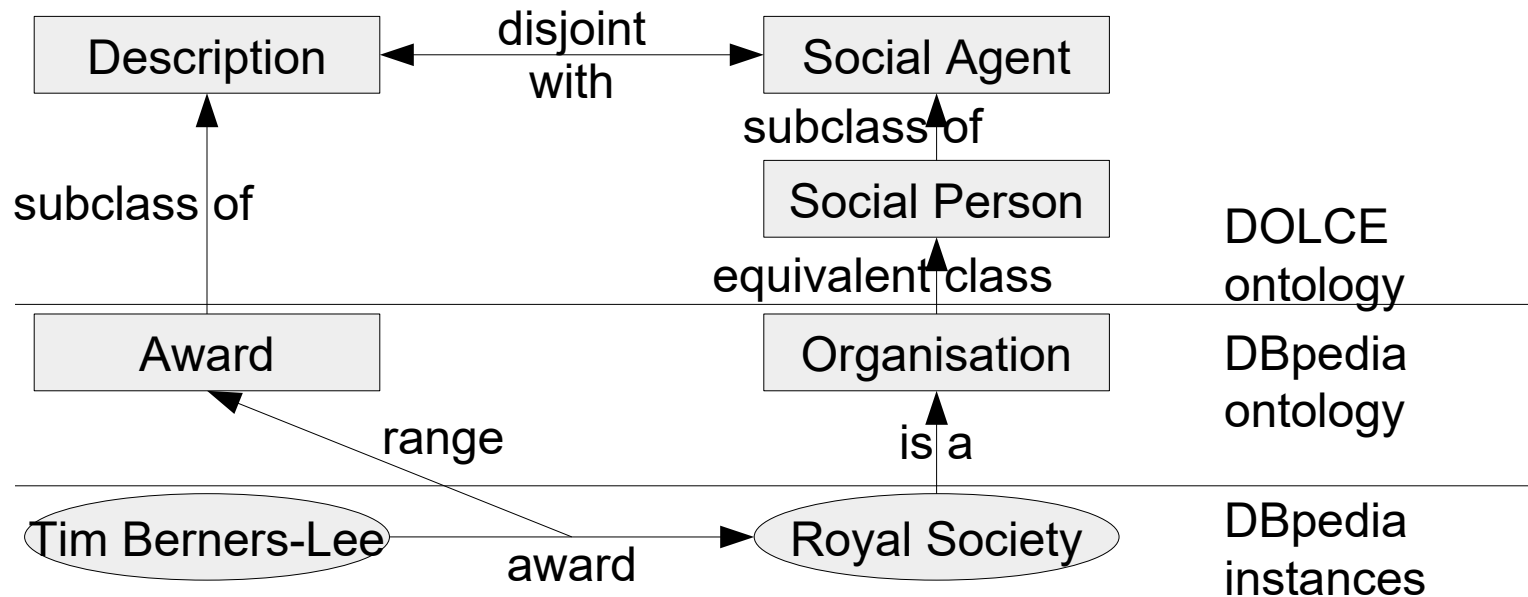 Description
disjoint
with
Social Agent
subclass of
Social Person
subclass of
equivalent class
DOLCE
ontology
Award
Organisation
DBpedia
ontology
range
is a
Tim Berners-Lee
award
Royal Society
DBpedia
instances